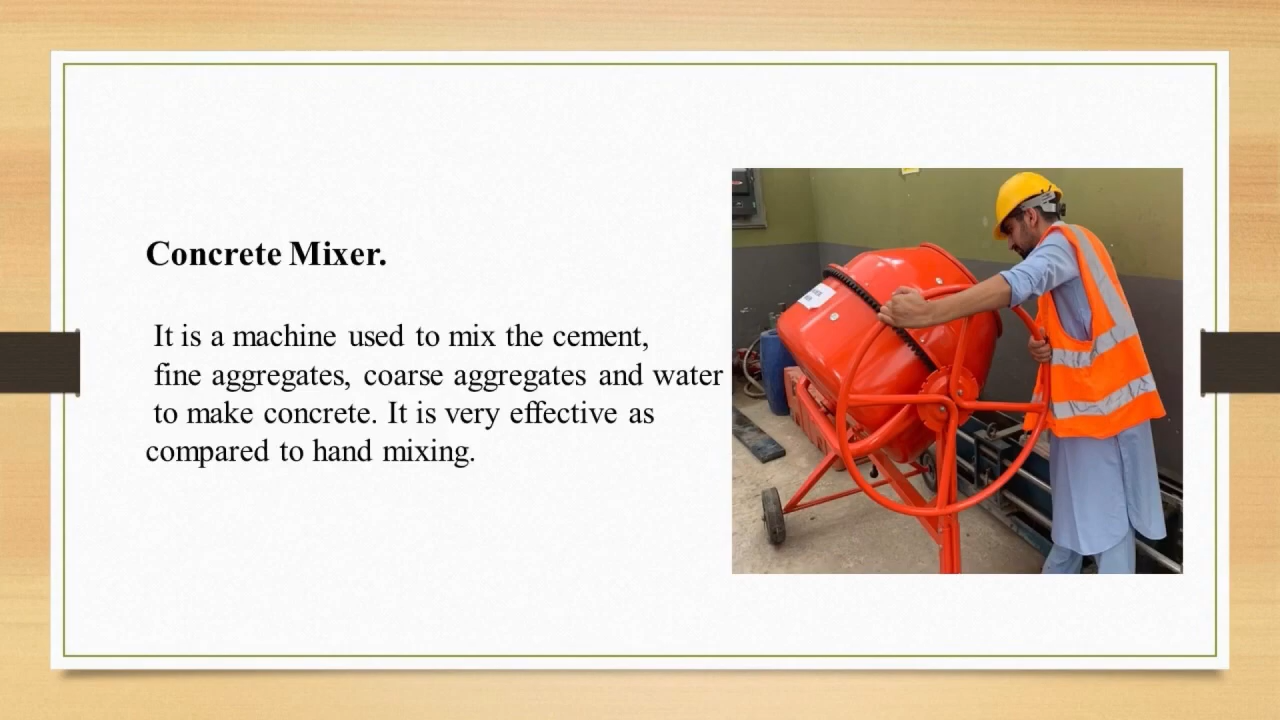 Concrete Mixer.
It is a machine used to mix the cement,
fine aggregates, coarse aggregates and water
to make concrete. It is very effective as
compared to hand mixing.